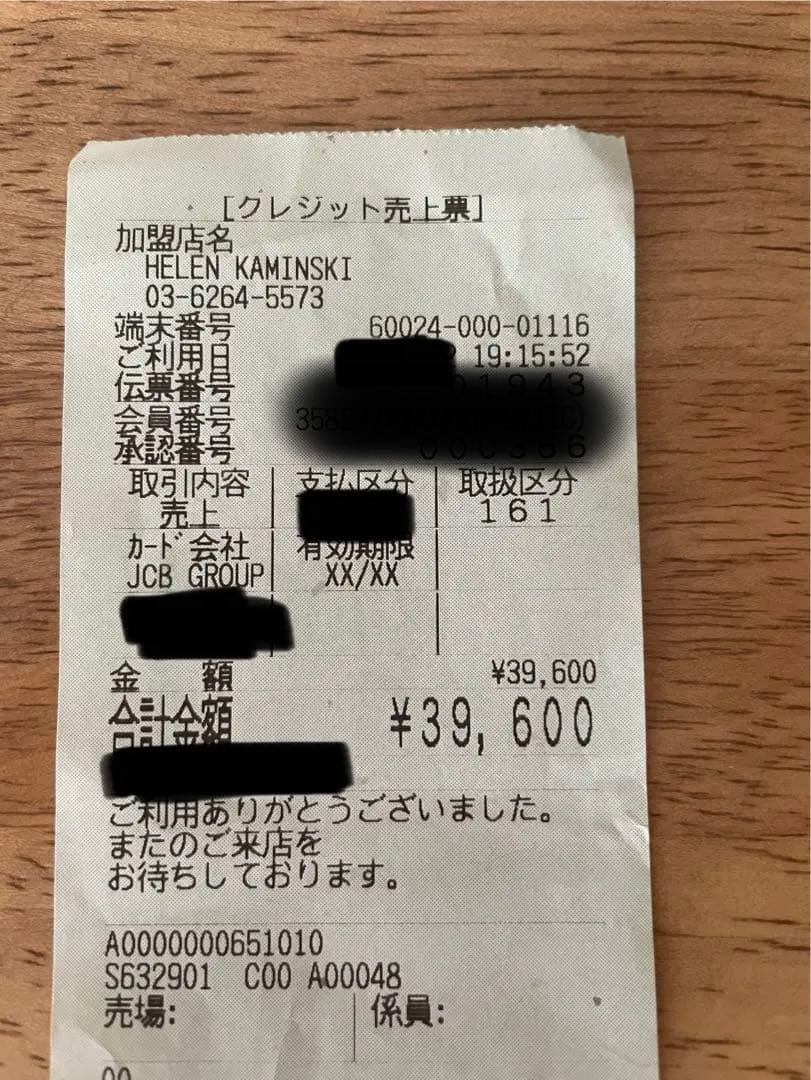 [クレジット売上票]
加盟店名
HELEN KAMINSKI
03-6264-5573
端末番号 60024-000-01116
ご利用日 19:15:52
伝票番号
会員番号
承認番号
取引内容 支払区分 取扱区分
売上 161
カード会社 有効期限
JCB GROUP XX/XX
金 額 ¥39,600
合計金額 ¥39,600
ご利用ありがとうございました。
またのご来店を
お待ちしております。
A0000000651010
S632901 C00 A00048
売場: 係員: